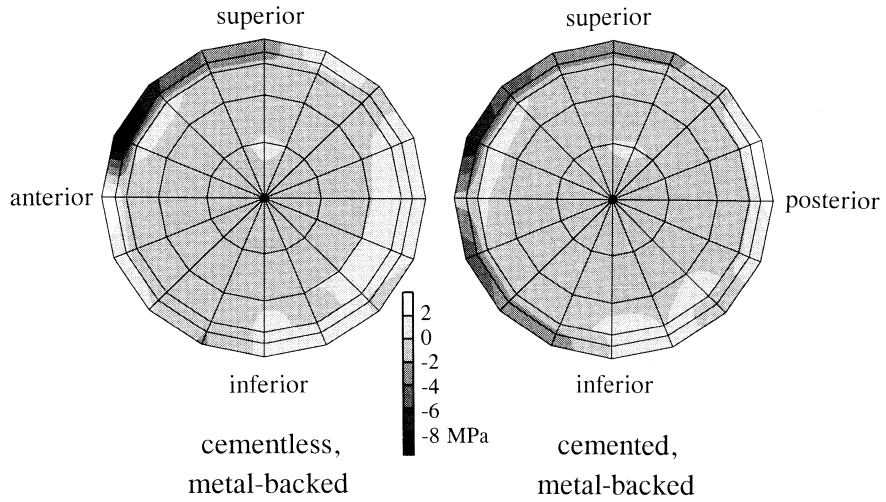 superior
superior
anterior
posterior
2
0
-2
-4
-6
-8 MPa
inferior
inferior
cementless,
metal-backed
cemented,
metal-backed